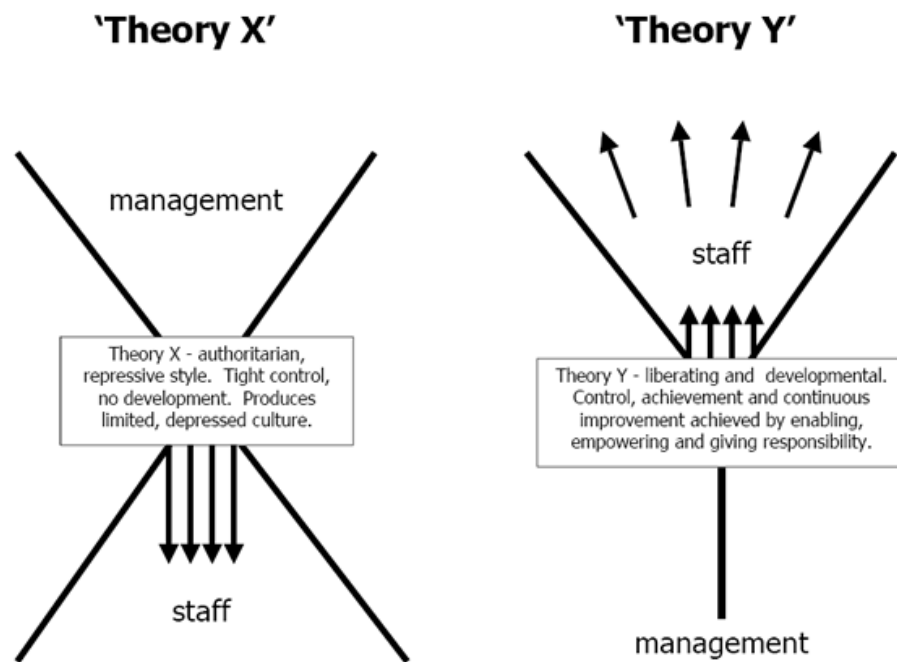 'Theory X'
management
Theory X - authoritarian,
repressive style. Tight control,
no development. Produces
limited, depressed culture.
staff
'Theory Y'
staff
Theory Y - liberating and developmental.
Control, achievement and continuous
improvement achieved by enabling,
empowering and giving responsibility.
management